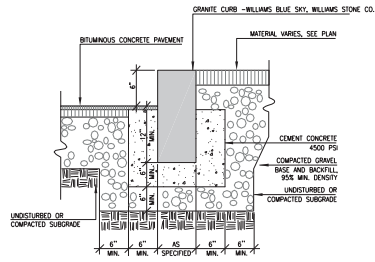 GRANITE CURB -WILLIAMS BLUE SKY, WILLIAMS STONE CO.
BITUMINOUS CONCRETE PAVEMENT
MATERIAL VARIES, SEE PLAN
6"
12"
MIN.
6"
MIN.
6"
MIN.
CEMENT CONCRETE
4500 PSI
COMPACTED GRAVEL
BASE AND BACKFILL,
95% MIN. DENSITY
UNDISTURBED OR
COMPACTED SUBGRADE
UNDISTURBED OR
COMPACTED SUBGRADE
6" 6" AS 6" 6"
MIN. MIN. SPECIFIED MIN. MIN.